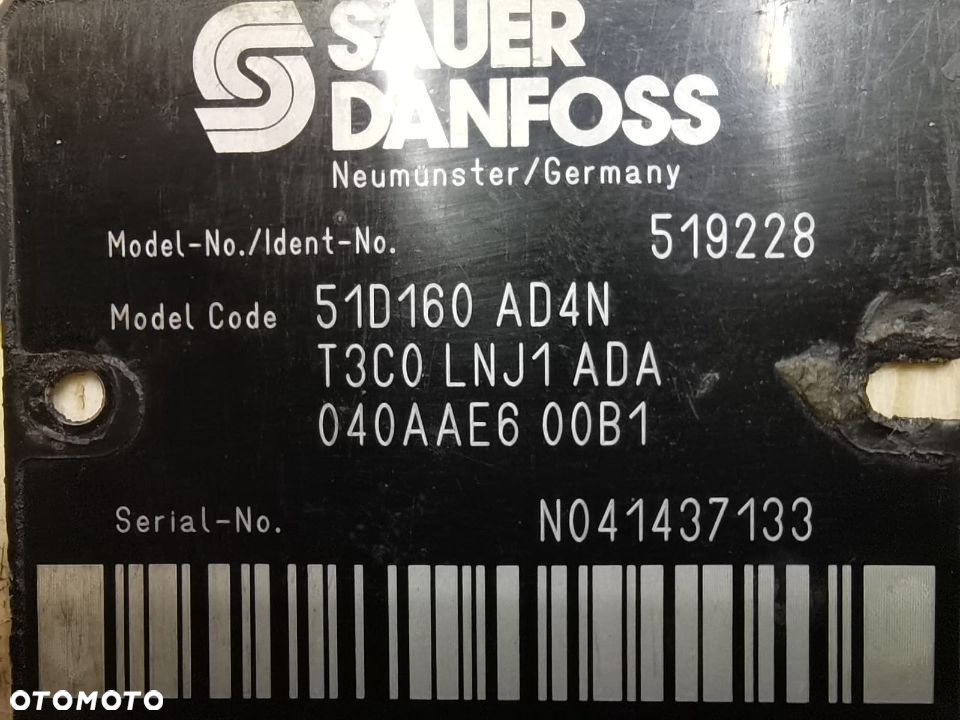 SAUER
DANFOSS
Neumünster/Germany
Model-No./Ident-No. 519228
Model Code 51D160 AD4N
T3C0 LNJ1 ADA
040AAE6 00B1
Serial-No. N041437133
OTOMOTO